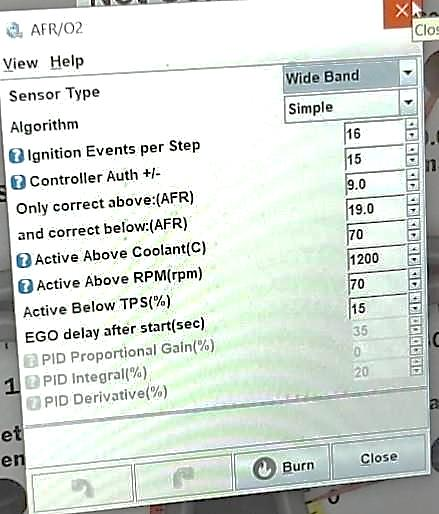 AFR/O2
Clos
View Help
Sensor Type Wide Band
Algorithm Simple
Ignition Events per Step 16
Controller Auth +/- 15
Only correct above:(AFR) 9.0
and correct below:(AFR) 19.0
Active Above Coolant(C) 70
Active Above RPM(rpm) 1200
Active Below TPS(%) 70
EGO delay after start(sec) 15
PID Proportional Gain(%) 35
PID Integral(%) 0
PID Derivative(%) 20
Burn Close